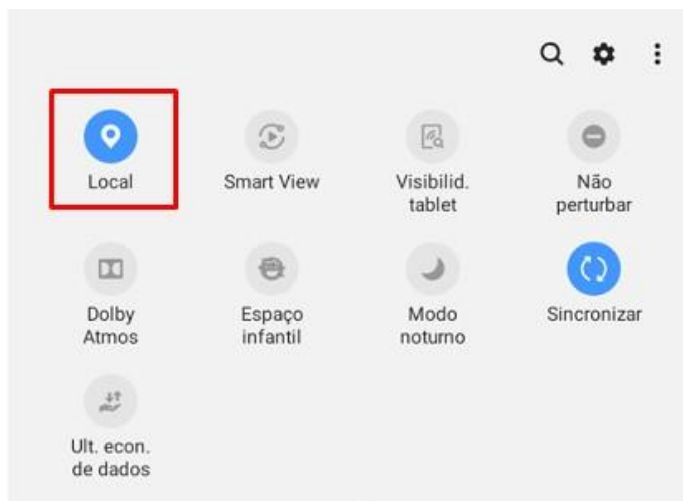 Local
Smart View
Visibilid.
tablet
Não
perturbar
Dolby
Atmos
Espaço
infantil
Modo
noturno
Sincronizar
Ult. econ.
de dados